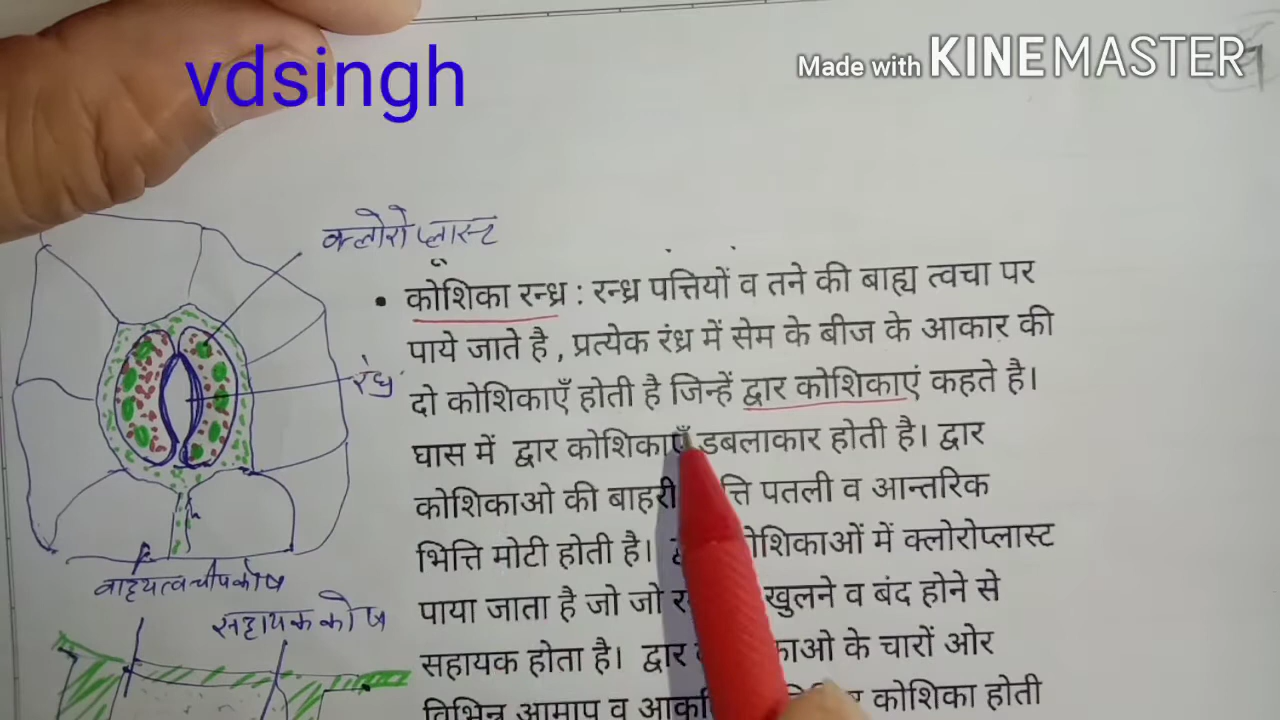 vdsingh
Made with KINEMASTER
क्लोरोप्लास्ट
• कोशिका रन्ध्र : रन्ध्र पत्तियों व तने की बाह्य त्वचा पर
पाये जाते है , प्रत्येक रंध्र में सेम के बीज के आकार की
रंध्र
दो कोशिकाएँ होती है जिन्हें द्वार कोशिकाएं कहते है।
घास में द्वार कोशिकाएँ डबलाकार होती है। द्वार
कोशिकाओ की बाहरी पतली व आन्तरिक
भित्ति मोटी होती है। कोशिकाओं में क्लोरोप्लास्ट
बाह्यत्वचीय कोष
पाया जाता है जो जो खुलने व बंद होने से
सहायक कोष
सहायक होता है। द्वार के चारों ओर
विभिन्न आमाप व कोशिका होती